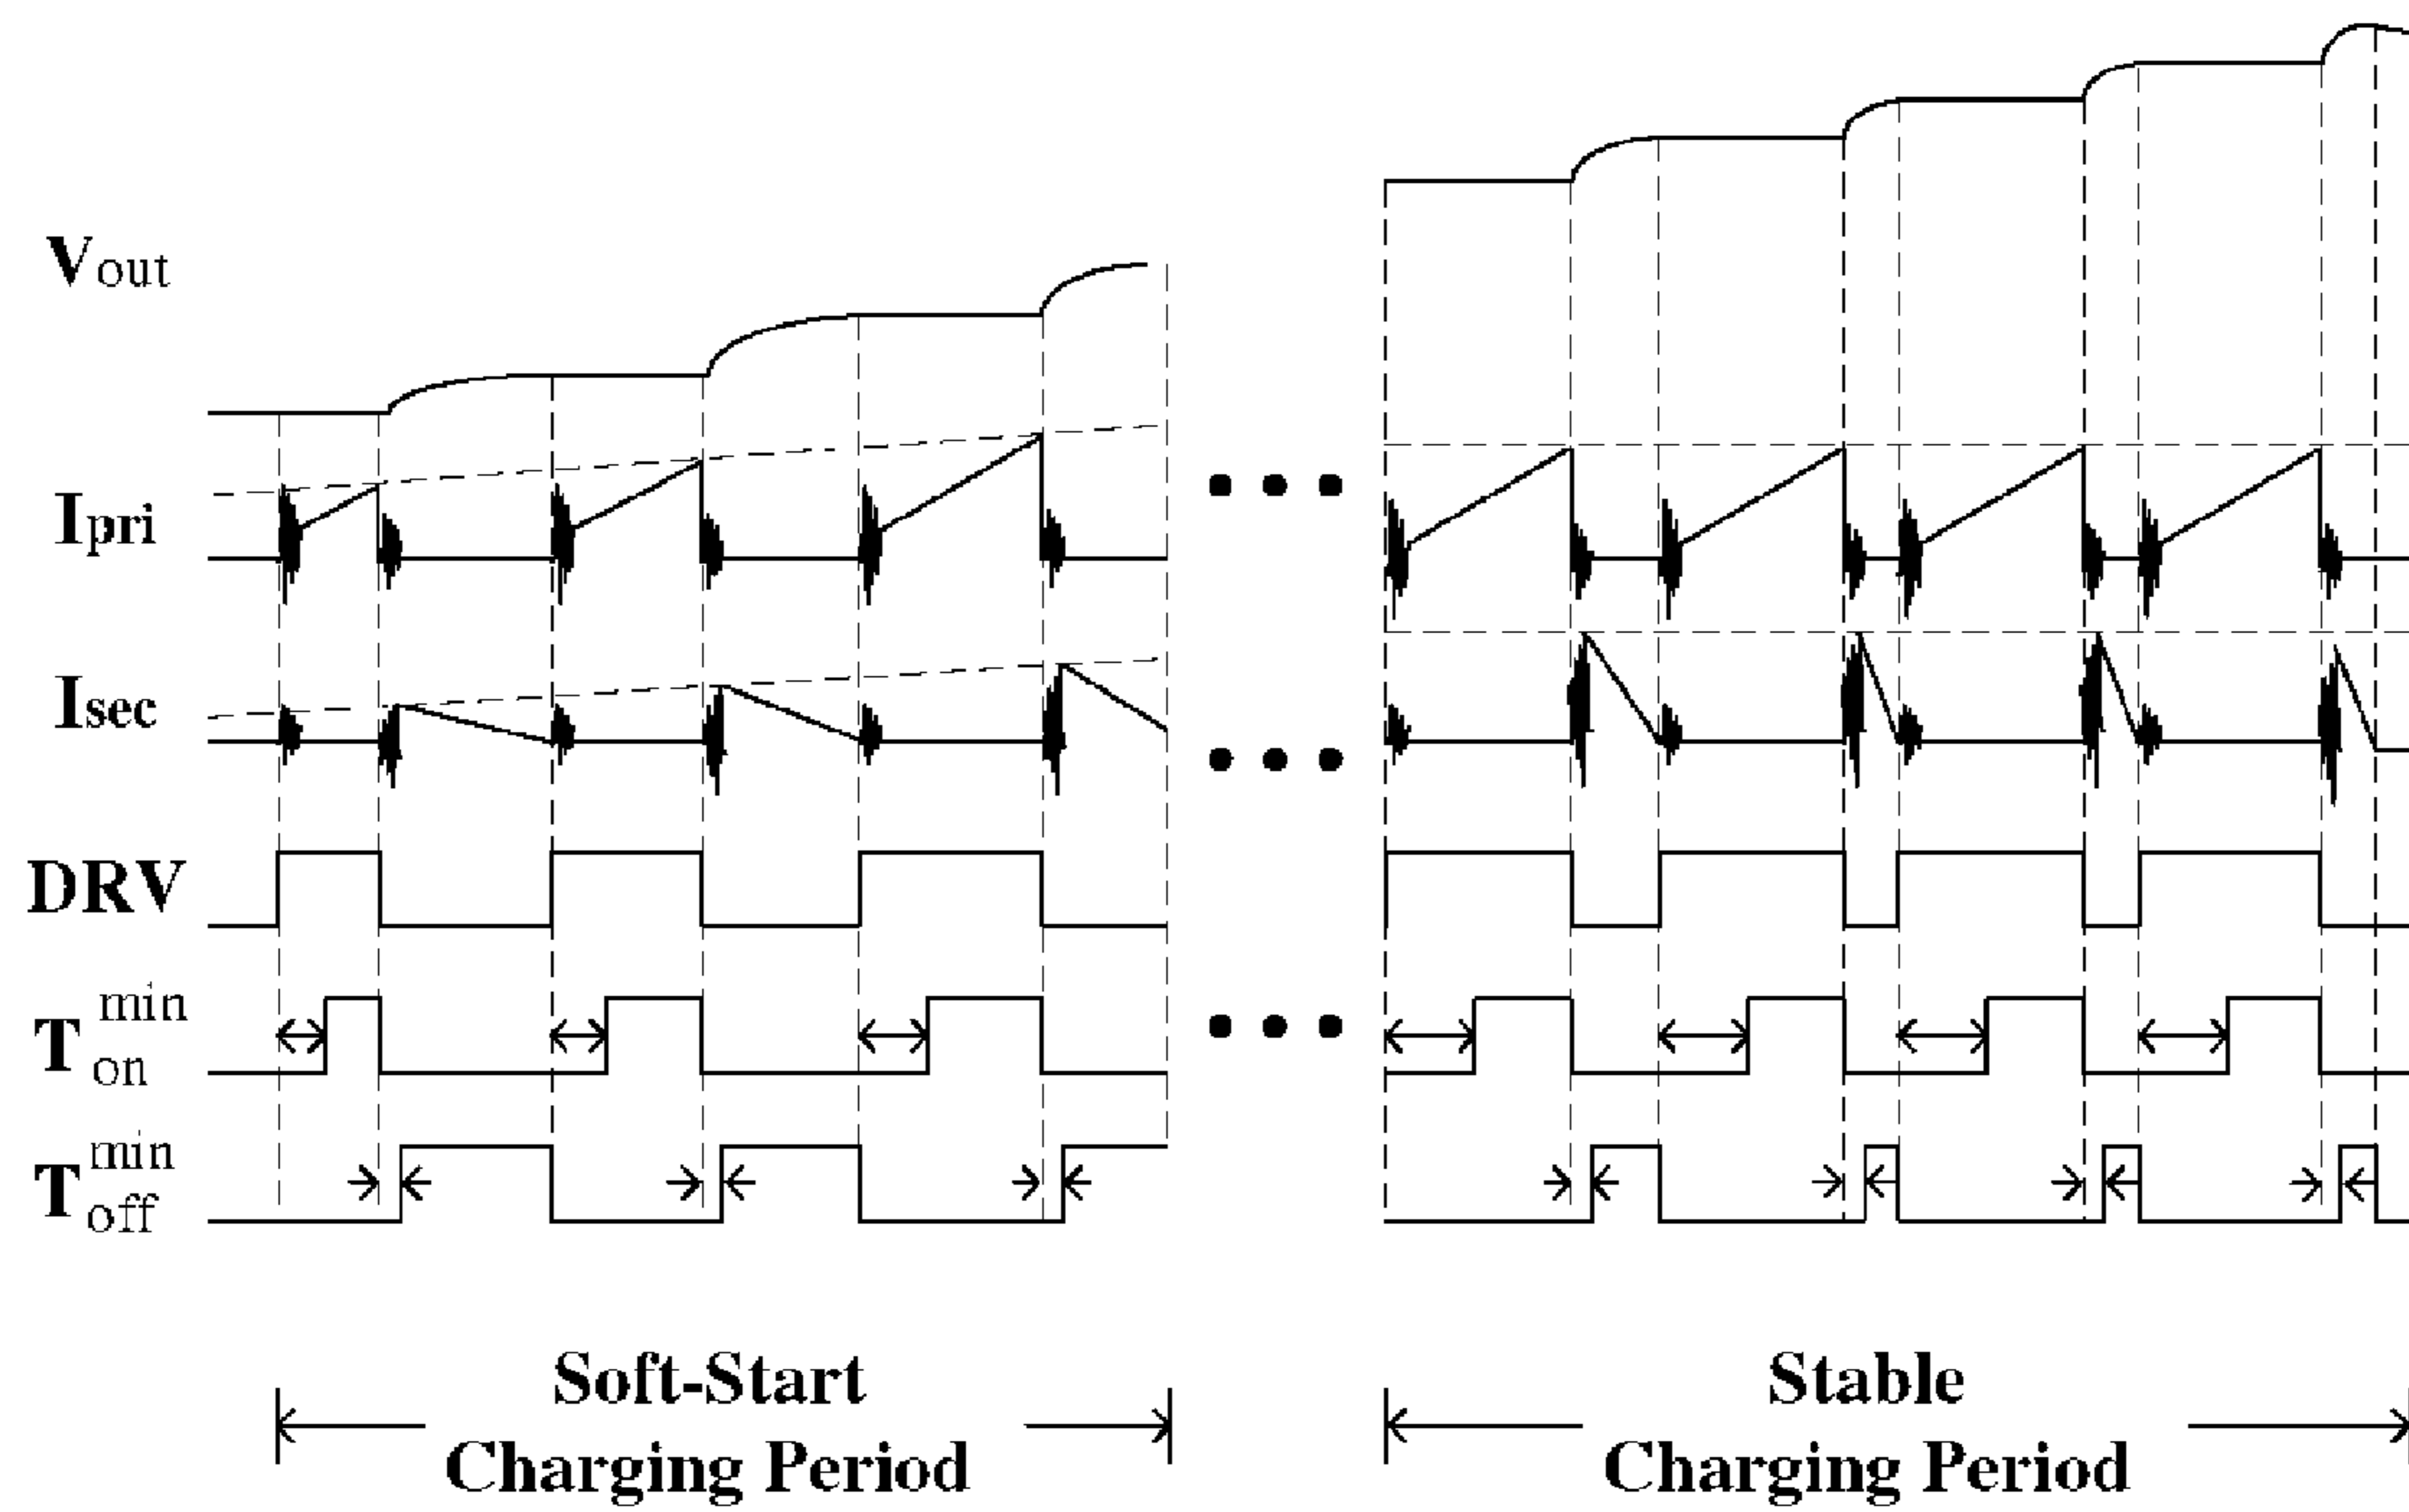 Vout
Ipri
Isec
DRV
T min on
T min off
Soft-Start
Charging Period
Stable
Charging Period